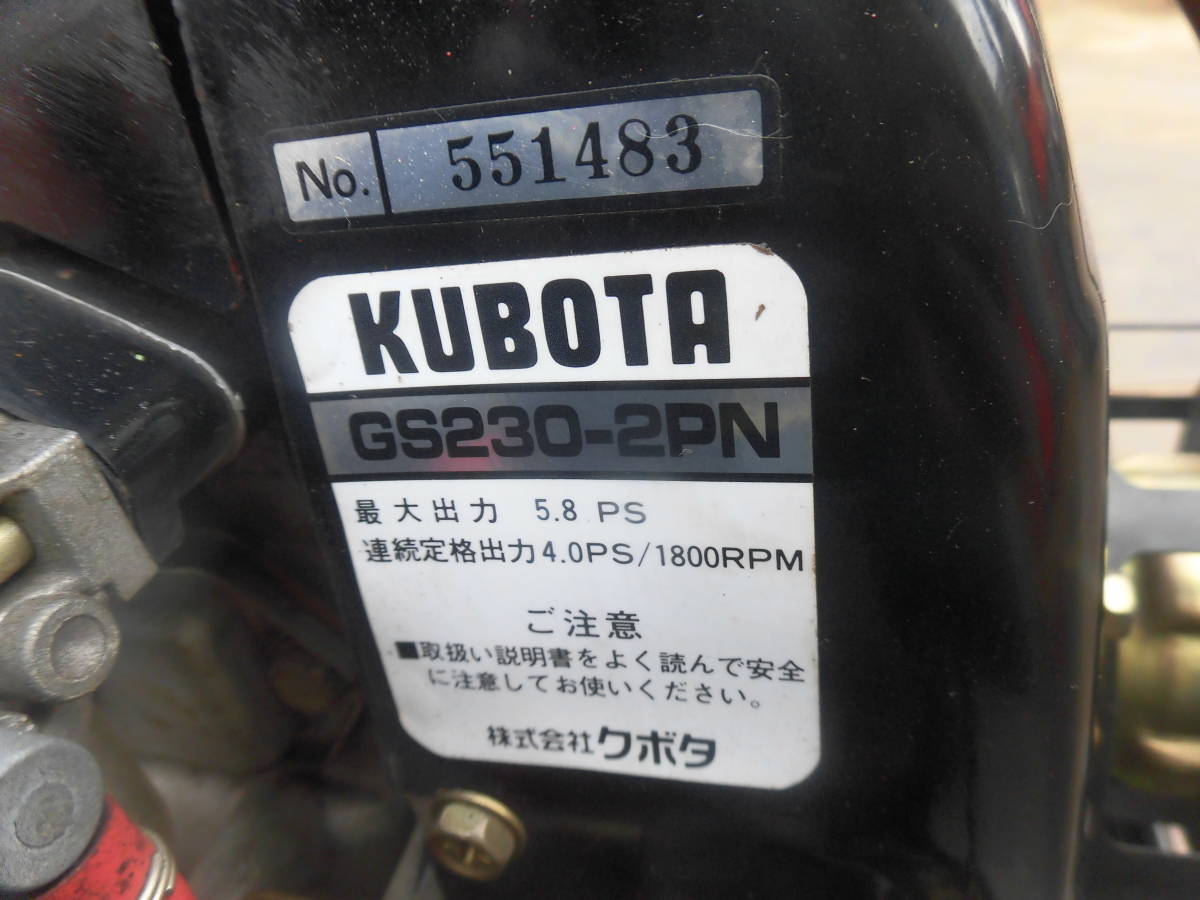 No. 551483
KUBOTA
GS230-2PN
最大出力 5.8 PS
連続定格出力4.0PS/1800RPM
ご注意
■取扱い説明書をよく読んで安全
に注意してお使いください。
株式会社クボタ